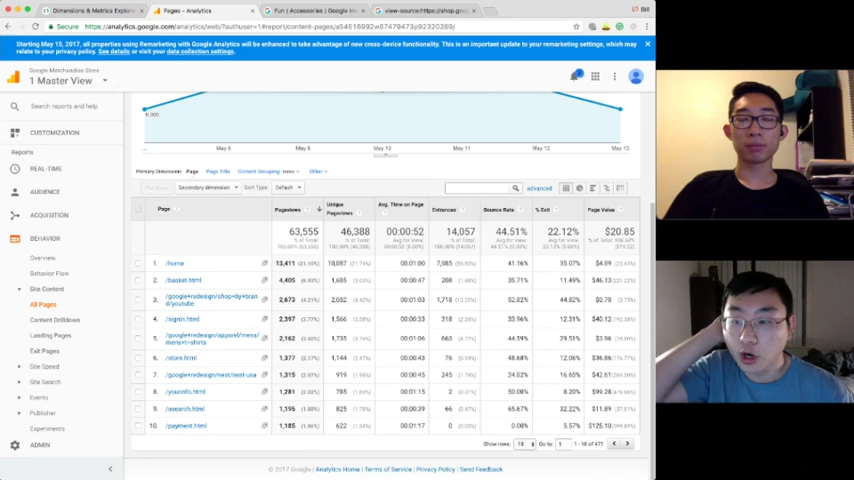 Dimensions & Metrics Explor
Pages - Analytics
Fun | Accessories | Google M
view-source:https://shop.goo
Secure
https://analytics.google.com/analytics/web/?authuser=1#report/content-pages/a54516992w87479473p92320289/
Starting May 15, 2017, all properties using Remarketing with Google Analytics will be enhanced to take advantage of new cross-device functionality. This is an important update to your remarketing settings, which may
relate to your privacy policy. See details or visit your data collection settings.
Google Merchandise Store
1 Master View
Search reports and help
CUSTOMIZATION
Reports
REAL-TIME
AUDIENCE
ACQUISITION
BEHAVIOR
Overview
Behavior Flow
Site Content
All Pages
Content Drilldown
Landing Pages
Exit Pages
Site Speed
Site Search
Events
Publisher
Experiments
ADMIN
May 8
May 9
May 10
May 11
May 12
May 13
Primary Dimension: Page Page Title Content Grouping: none Other
Secondary dimension Sort Type: Default
advanced
Page Pageviews Unique Pageviews Avg. Time on Page Entrances Bounce Rate % Exit Page Value
63,555 46,388 00:00:52 14,057 44.51% 22.12% $20.85
1. /home 13,411 10,087 00:01:00 7,985 41.16% 35.07% $4.89
2. /basket.html 4,405 1,685 00:00:47 208 35.71% 11.49% $46.13
3. /google+redesign/shop+by+brand/youtube 2,673 2,052 00:01:03 1,718 52.82% 44.82% $0.78
4. /signin.html 2,397 1,566 00:00:33 318 33.96% 12.31% $40.12
5. /google+redesign/apparel/mens/mens+t-shirts 2,162 1,735 00:01:06 663 44.59% 29.51% $3.96
6. /store.html 1,377 1,144 00:00:30 76 48.68% 12.06% $36.86
7. /google+redesign/nest/nest-usa 1,315 919 00:00:45 245 24.02% 16.65% $42.61
8. /yourinfo.html 1,281 785 00:01:15 2 50.00% 8.20% $99.28
9. /asearch.html 1,195 825 00:00:39 66 65.67% 32.22% $11.89
10. /payment.html 1,185 622 00:01:17 0 0.00% 5.57% $125.10
Show rows: 10 Go to: 1 1 - 10 of 471
© 2017 Google | Analytics Home | Terms of Service | Privacy Policy | Send Feedback